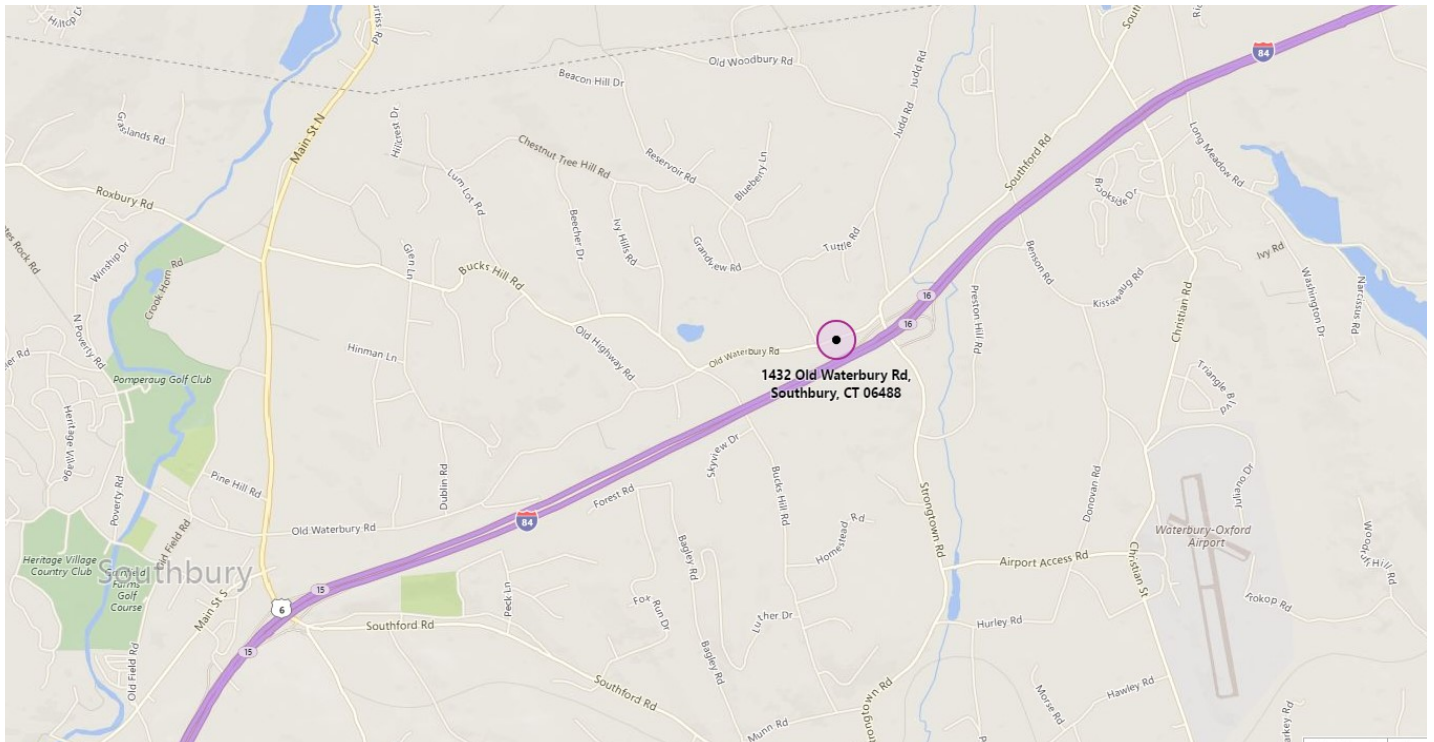 Hilltop Ln
Curtiss Rd
Old Woodbury Rd
Judd Rd
84
Beacon Hill Dr
Grasslands Rd
Main St N
Hillcrest Dr
Judd Rd
Chestnut Tree Hill Rd
Reservoir Rd
Blueberry Ln
Southford Rd
Long Meadow Rd
Roxbury Rd
Lum Lot Rd
Brookside Dr
Beecher Dr
Ivy Hills Rd
Grandview Rd
Tuttle Rd
Winship Dr
Glen Ln
Bucks Hill Rd
Benson Rd
Ivy Rd
Crook Horn Rd
Kissawaug Rd
Washington Dr
Narcissus Rd
16
16
Preston Hill Rd
Christian Rd
N Poverty Rd
Hinman Ln
Old Highway Rd
Old Waterbury Rd
1432 Old Waterbury Rd,
Southbury, CT 06488
Pomperaug Golf Club
Triangle Blvd
Heritage Village
Skyview Dr
Pine Hill Rd
Dublin Rd
Forest Rd
Bucks Hill Rd
Strongtown Rd
Donovan Rd
Juliano Dr
Poverty Rd
Old Waterbury Rd
84
Homestead Rd
Waterbury-Oxford
Airport
Old Field Rd
Bagley Rd
Airport Access Rd
Christian St
Heritage Village
Country Club
Southbury
Farms
Golf
Course
15
Peck Ln
Fox Run Dr
Luther Dr
Prokop Rd
6
Main St S
Southford Rd
Hurley Rd
15
Old Field Rd
Bagley Rd
Southford Rd
Strongtown Rd
Morse Rd
Hawley Rd
Munn Rd